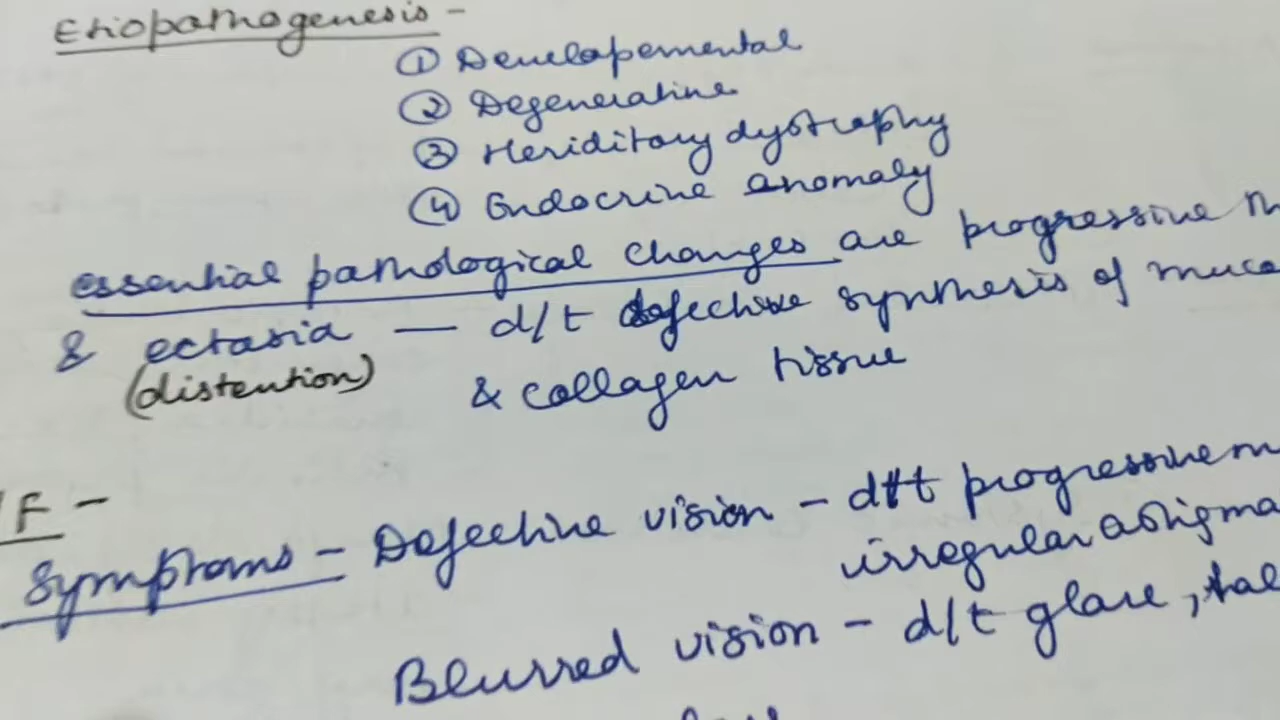 Etiopathogenesis -
① Developemental
② Degenerative
③ Heriditary dystrophy
④ Endocrine anomaly
essential pathological changes are progressive
& ectasia — d/t defective synthesis of
(distention) & collagen tissue
/F -
Symptoms - Defective vision - d/t progressive
irregular
Blurred vision - d/t glare,